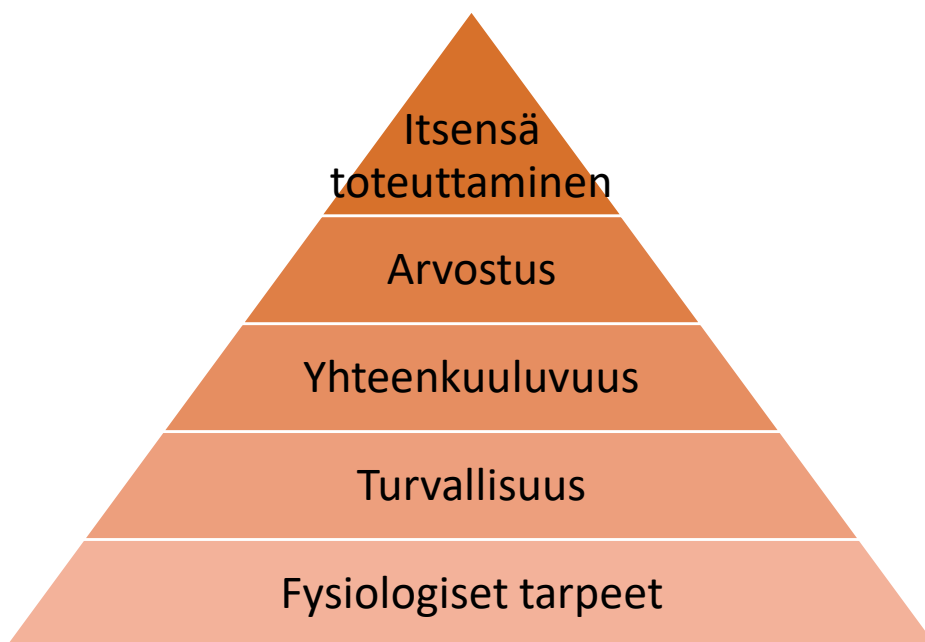 Itsensä
toteuttaminen
Arvostus
Yhteenkuuluvuus
Turvallisuus
Fysiologiset tarpeet